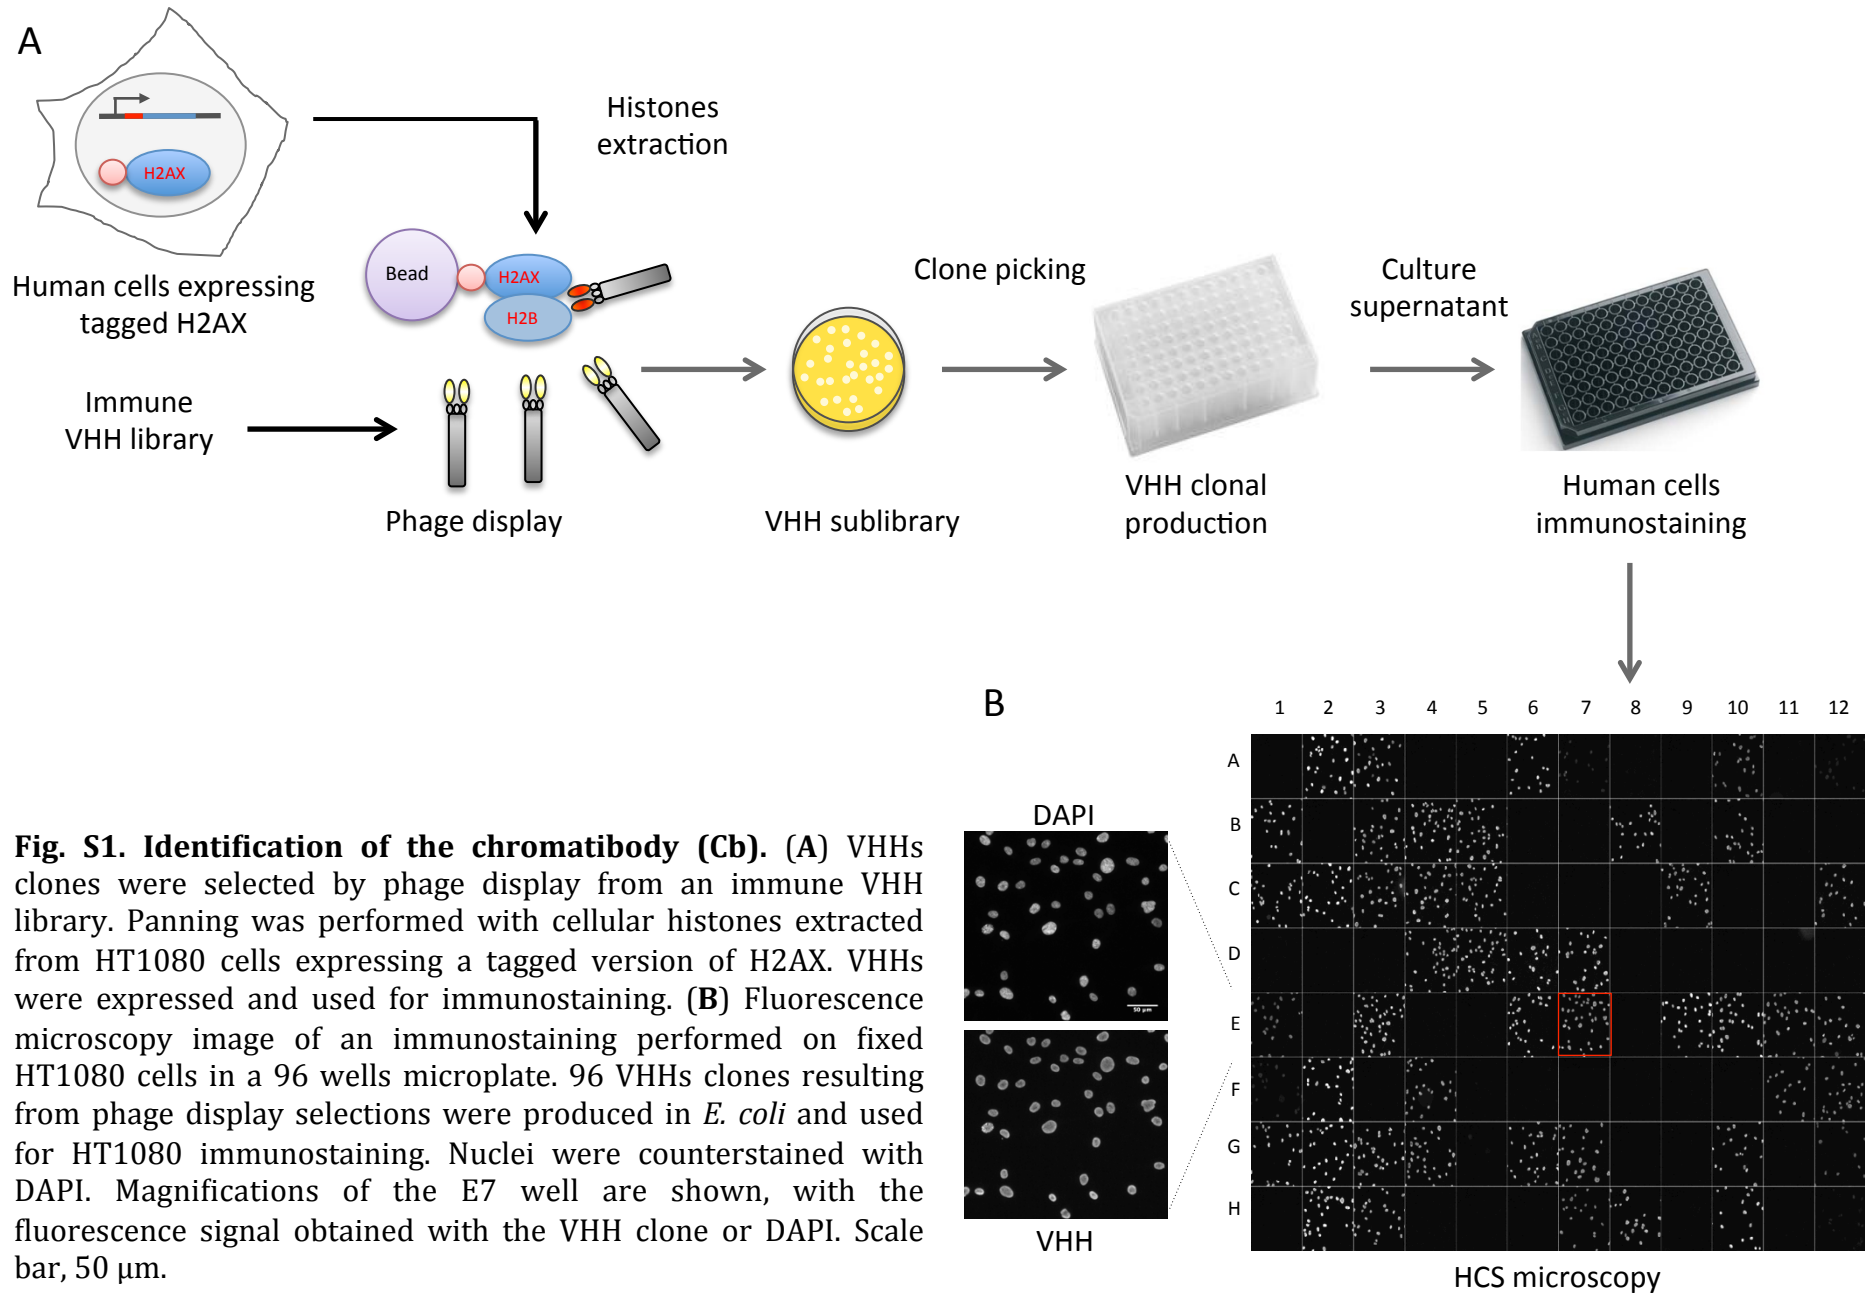 A
H2AX
Human cells expressing
tagged H2AX
Histones
extraction
Bead
H2AX
H2B
Immune
VHH library
Phage display
VHH sublibrary
Clone picking
VHH clonal
production
Culture
supernatant
Human cells
immunostaining
B
1 2 3 4 5 6 7 8 9 10 11 12
A
B
C
D
E
F
G
H
DAPI
50 µm
VHH
HCS microscopy
Fig. S1. Identification of the chromatibody (Cb). (A) VHHs
clones were selected by phage display from an immune VHH
library. Panning was performed with cellular histones extracted
from HT1080 cells expressing a tagged version of H2AX. VHHs
were expressed and used for immunostaining. (B) Fluorescence
microscopy image of an immunostaining performed on fixed
HT1080 cells in a 96 wells microplate. 96 VHHs clones resulting
from phage display selections were produced in E. coli and used
for HT1080 immunostaining. Nuclei were counterstained with
DAPI. Magnifications of the E7 well are shown, with the
fluorescence signal obtained with the VHH clone or DAPI. Scale
bar, 50 µm.